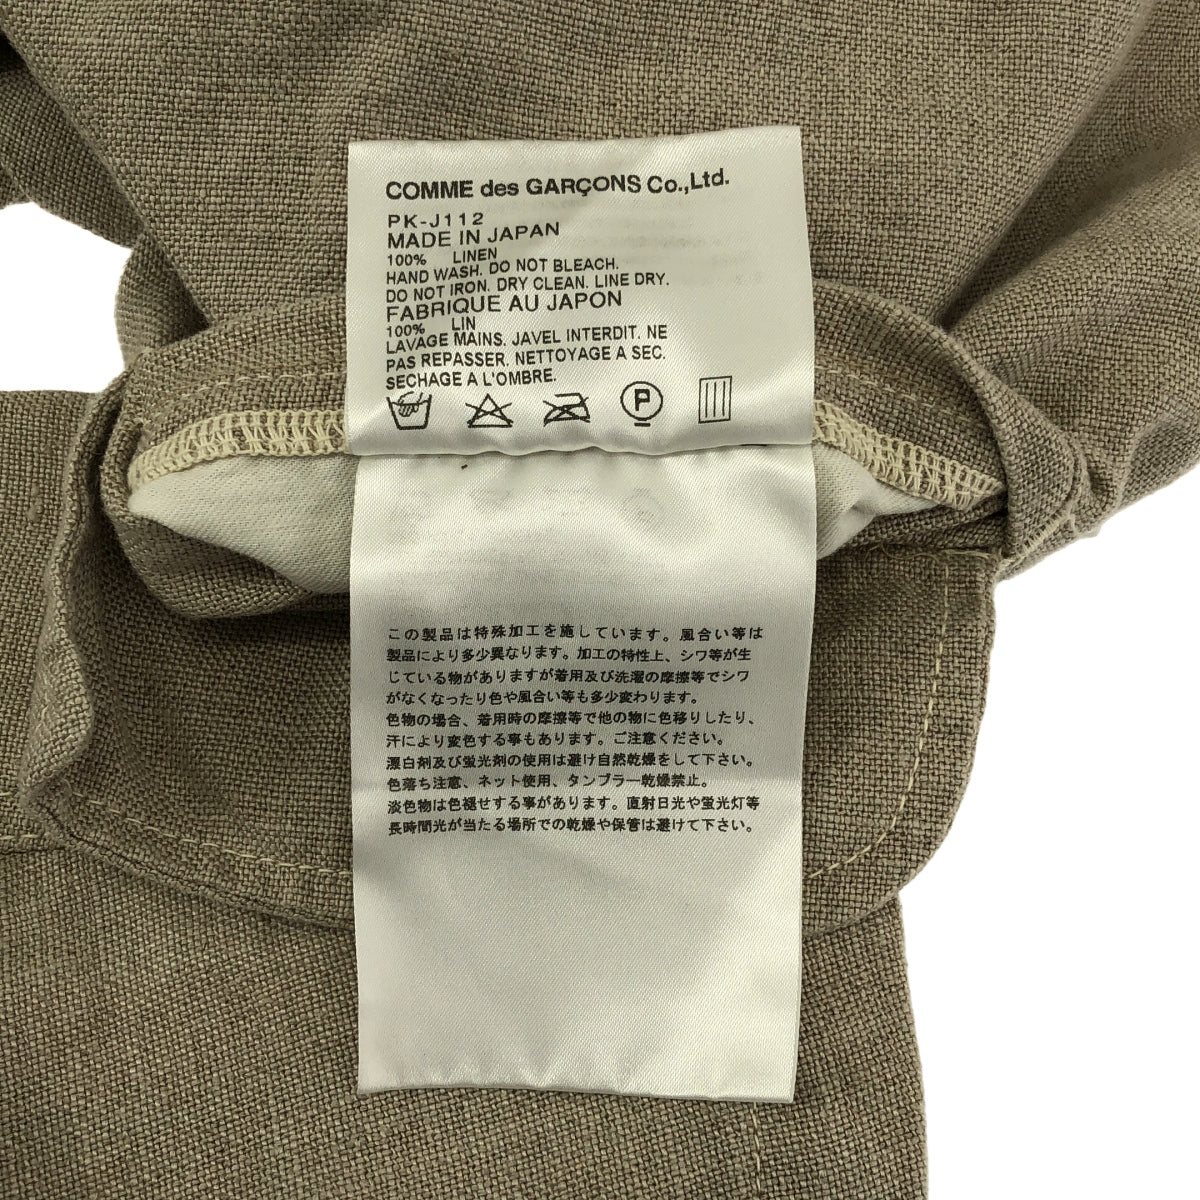 COMME des GARÇONS Co.,Ltd.
PK-J112
MADE IN JAPAN
100% LINEN
HAND WASH. DO NOT BLEACH.
DO NOT IRON. DRY CLEAN. LINE DRY.
FABRIQUE AU JAPON
100% LIN
LAVAGE MAINS. JAVEL INTERDIT. NE
PAS REPASSER. NETTOYAGE A SEC.
SECHAGE A L'OMBRE.
P
この製品は特殊加工を施しています。風合い等は
製品により多少異なります。加工の特性上、シワ等が生
じている物がありますが着用及び洗濯の摩擦等でシワ
がなくなったり色や風合い等も多少変わります。
色物の場合、着用時の摩擦等で他の物に色移りしたり、
汗により変色する事もあります。ご注意ください。
漂白剤及び蛍光剤の使用は避け自然乾燥をして下さい。
色落ち注意、ネット使用、タンブラー乾燥禁止。
淡色物は色褪せする事があります。直射日光や蛍光灯等
長時間光が当たる場所での乾燥や保管は避けて下さい。